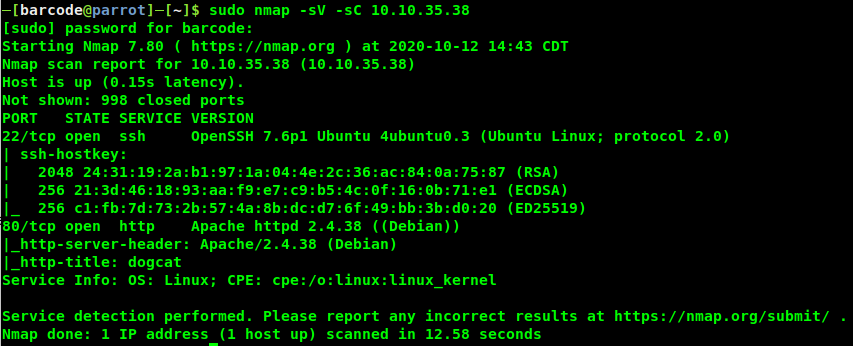 ─[barcode@parrot]─[~]$ sudo nmap -sV -sC 10.10.35.38
[sudo] password for barcode:
Starting Nmap 7.80 ( https://nmap.org ) at 2020-10-12 14:43 CDT
Nmap scan report for 10.10.35.38 (10.10.35.38)
Host is up (0.15s latency).
Not shown: 998 closed ports
PORT   STATE SERVICE VERSION
22/tcp open  ssh     OpenSSH 7.6p1 Ubuntu 4ubuntu0.3 (Ubuntu Linux; protocol 2.0)
| ssh-hostkey:
|   2048 24:31:19:2a:b1:97:1a:04:4e:2c:36:ac:84:0a:75:87 (RSA)
|   256 21:3d:46:18:93:aa:f9:e7:c9:b5:4c:0f:16:0b:71:e1 (ECDSA)
|_  256 c1:fb:7d:73:2b:57:4a:8b:dc:d7:6f:49:bb:3b:d0:20 (ED25519)
80/tcp open  http    Apache httpd 2.4.38 ((Debian))
|_http-server-header: Apache/2.4.38 (Debian)
|_http-title: dogcat
Service Info: OS: Linux; CPE: cpe:/o:linux:linux_kernel

Service detection performed. Please report any incorrect results at https://nmap.org/submit/ .
Nmap done: 1 IP address (1 host up) scanned in 12.58 seconds